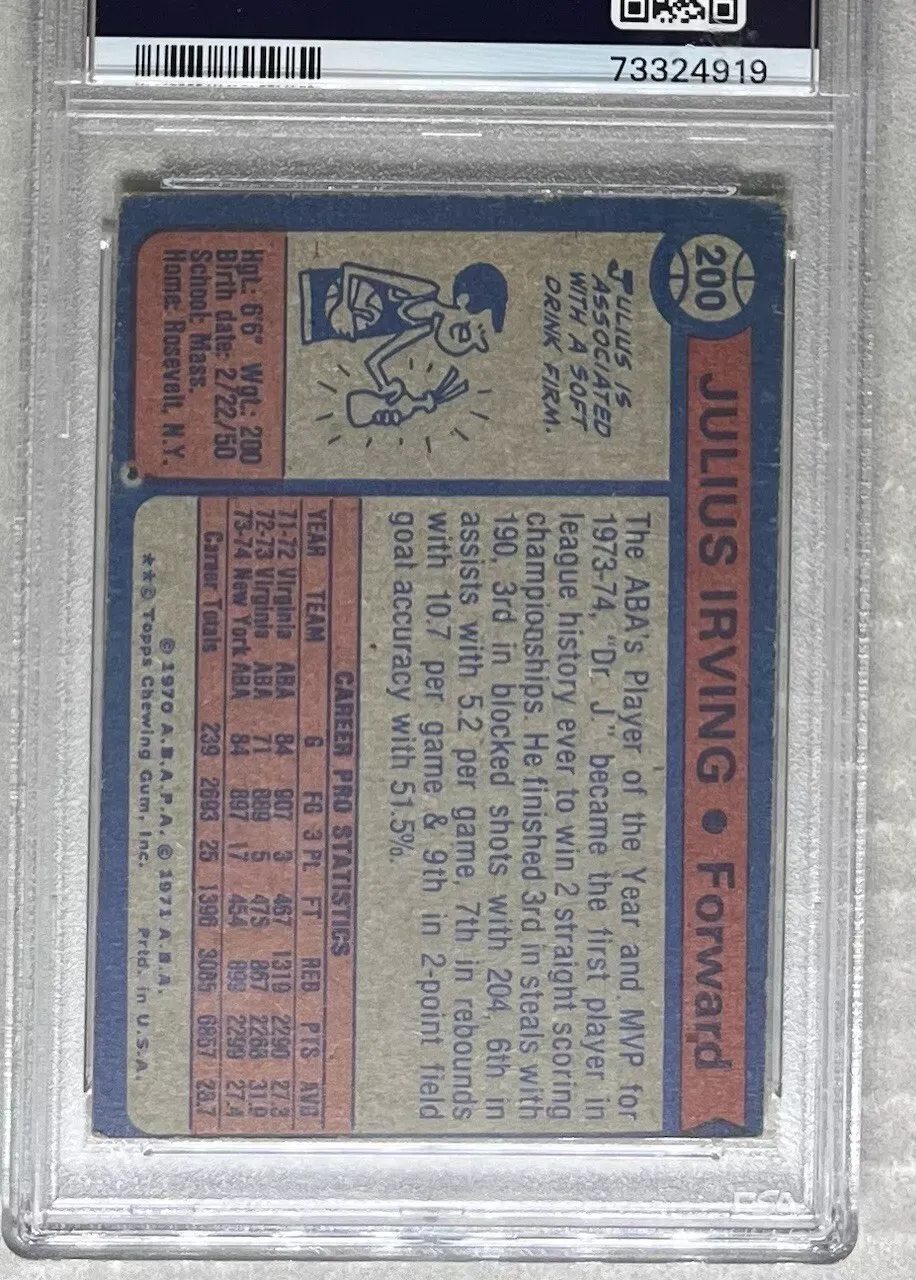 73324919
200
JULIUS IRVING • Forward
JULIUS IS
ASSOCIATED
WITH A SOFT
DRINK FIRM.
Hgt: 6'6" Wgt: 200
Birth date: 2/22/50
School: Mass.
Home: Rosevelt, N.Y.
The ABA's Player of the Year and MVP for
1973-74, "Dr. J" became the first player in
league history ever to win 2 straight scoring
championships. He finished 3rd in steals with
190, 3rd in blocked shots with 204, 6th in
assists with 5.2 per game, 7th in rebounds
with 10.7 per game & 9th in 2-point field
goal accuracy with 51.5%.
CAREER PRO STATISTICS
YEAR TEAM G FG 3 PT. FT REB PTS AVG
71-72 Virginia ABA 84 907 3 467 1319 2290 27.3
72-73 Virginia ABA 71 475 2268 31.9
73-74 New York ABA 84 897 17 454 899 2299 27.4
Career Totals 239 2693 25 1396 3085 6857 28.7
© 1970 A.B.A.P.A. © 1971 A.B.A.
**© Topps Chewing Gum, Inc. Prtd. in U.S.A.
PSA